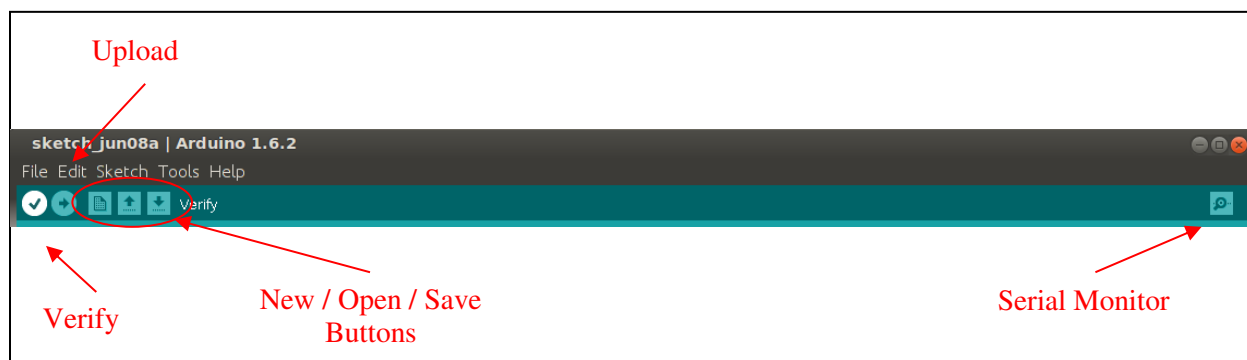 Upload
sketch_jun08a | Arduino 1.6.2
File Edit Sketch Tools Help
Verify
Verify
New / Open / Save
Buttons
Serial Monitor